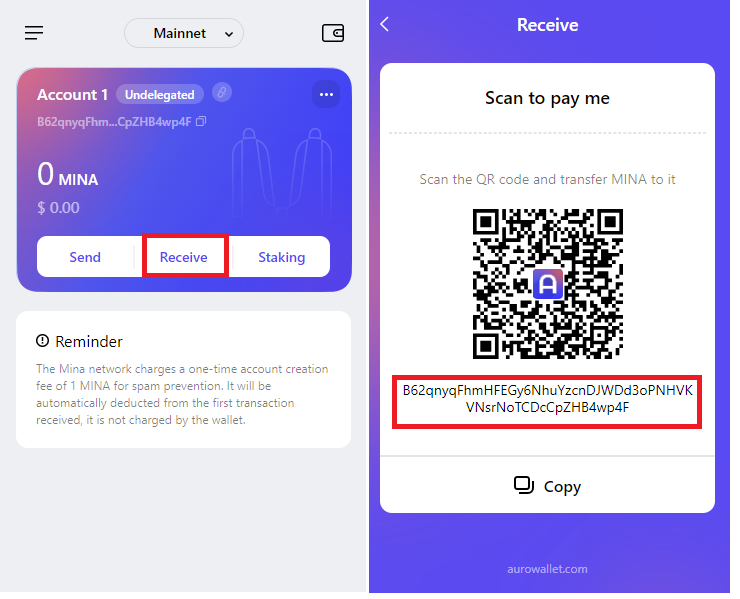 Mainnet
Account 1 Undelegated
B62qnyqFhm...CpZHB4wp4F
0 MINA
$ 0.00
Send Receive Staking
Reminder
The Mina network charges a one-time account creation
fee of 1 MINA for spam prevention. It will be
automatically deducted from the first transaction
received, it is not charged by the wallet.
Receive
Scan to pay me
Scan the QR code and transfer MINA to it
A
B62qnyqFhmHFEGy6NhuYzcnDJWDd3oPNHVK
VNsrNoTCDcCpZHB4wp4F
Copy
aurowallet.com